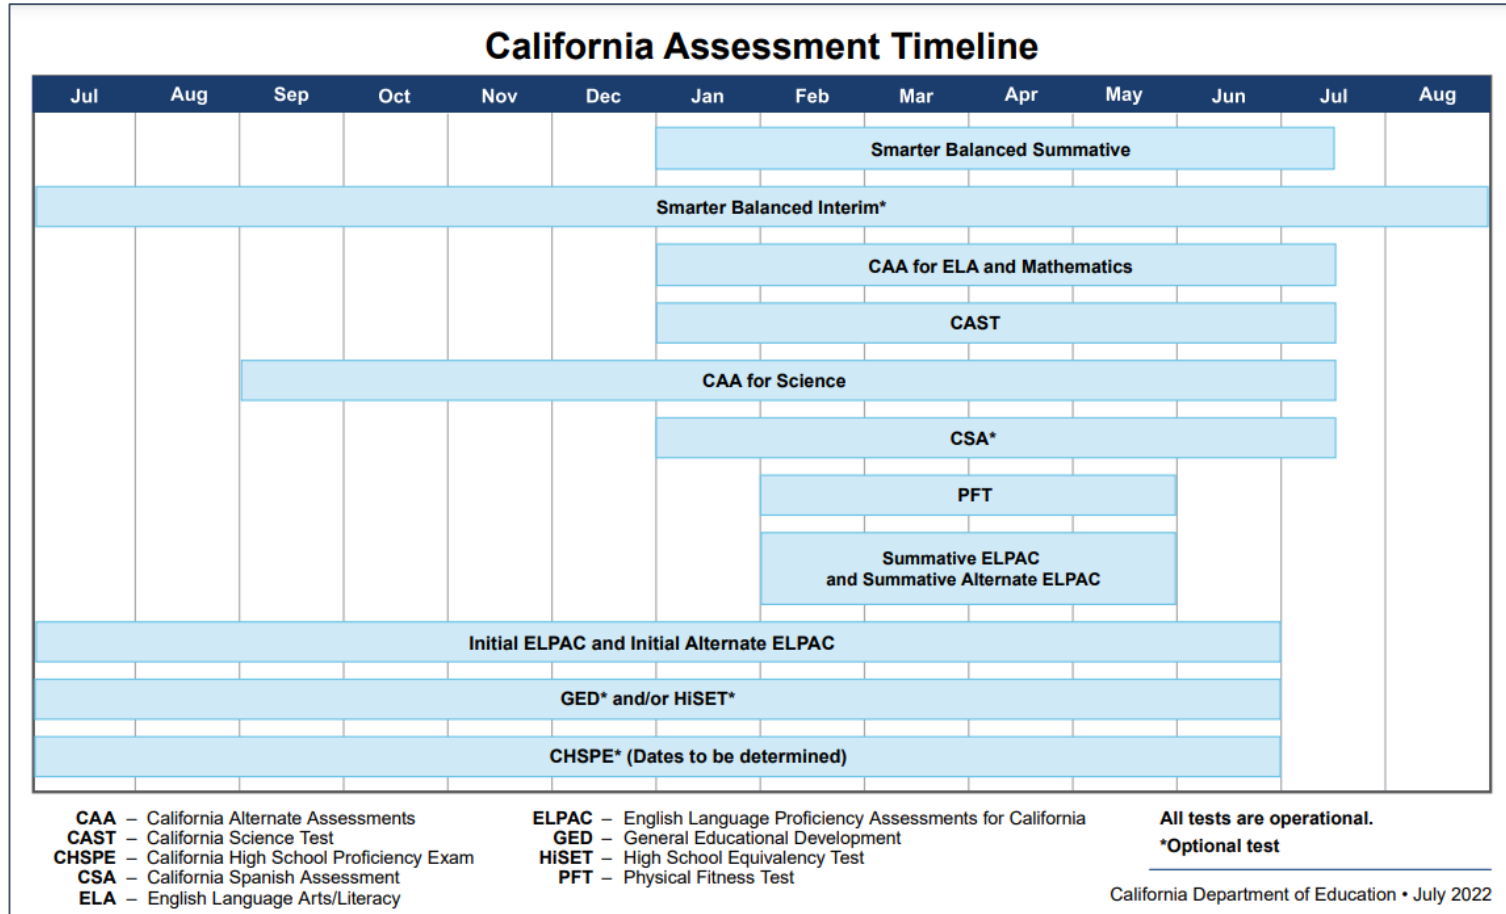 California Assessment Timeline
Jul Aug Sep Oct Nov Dec Jan Feb Mar Apr May Jun Jul Aug
Smarter Balanced Summative
Smarter Balanced Interim*
CAA for ELA and Mathematics
CAST
CAA for Science
CSA*
PFT
Summative ELPAC
and Summative Alternate ELPAC
Initial ELPAC and Initial Alternate ELPAC
GED* and/or HiSET*
CHSPE* (Dates to be determined)
CAA – California Alternate Assessments
CAST – California Science Test
CHSPE – California High School Proficiency Exam
CSA – California Spanish Assessment
ELA – English Language Arts/Literacy
ELPAC – English Language Proficiency Assessments for California
GED – General Educational Development
HiSET – High School Equivalency Test
PFT – Physical Fitness Test
All tests are operational.
*Optional test
California Department of Education • July 2022